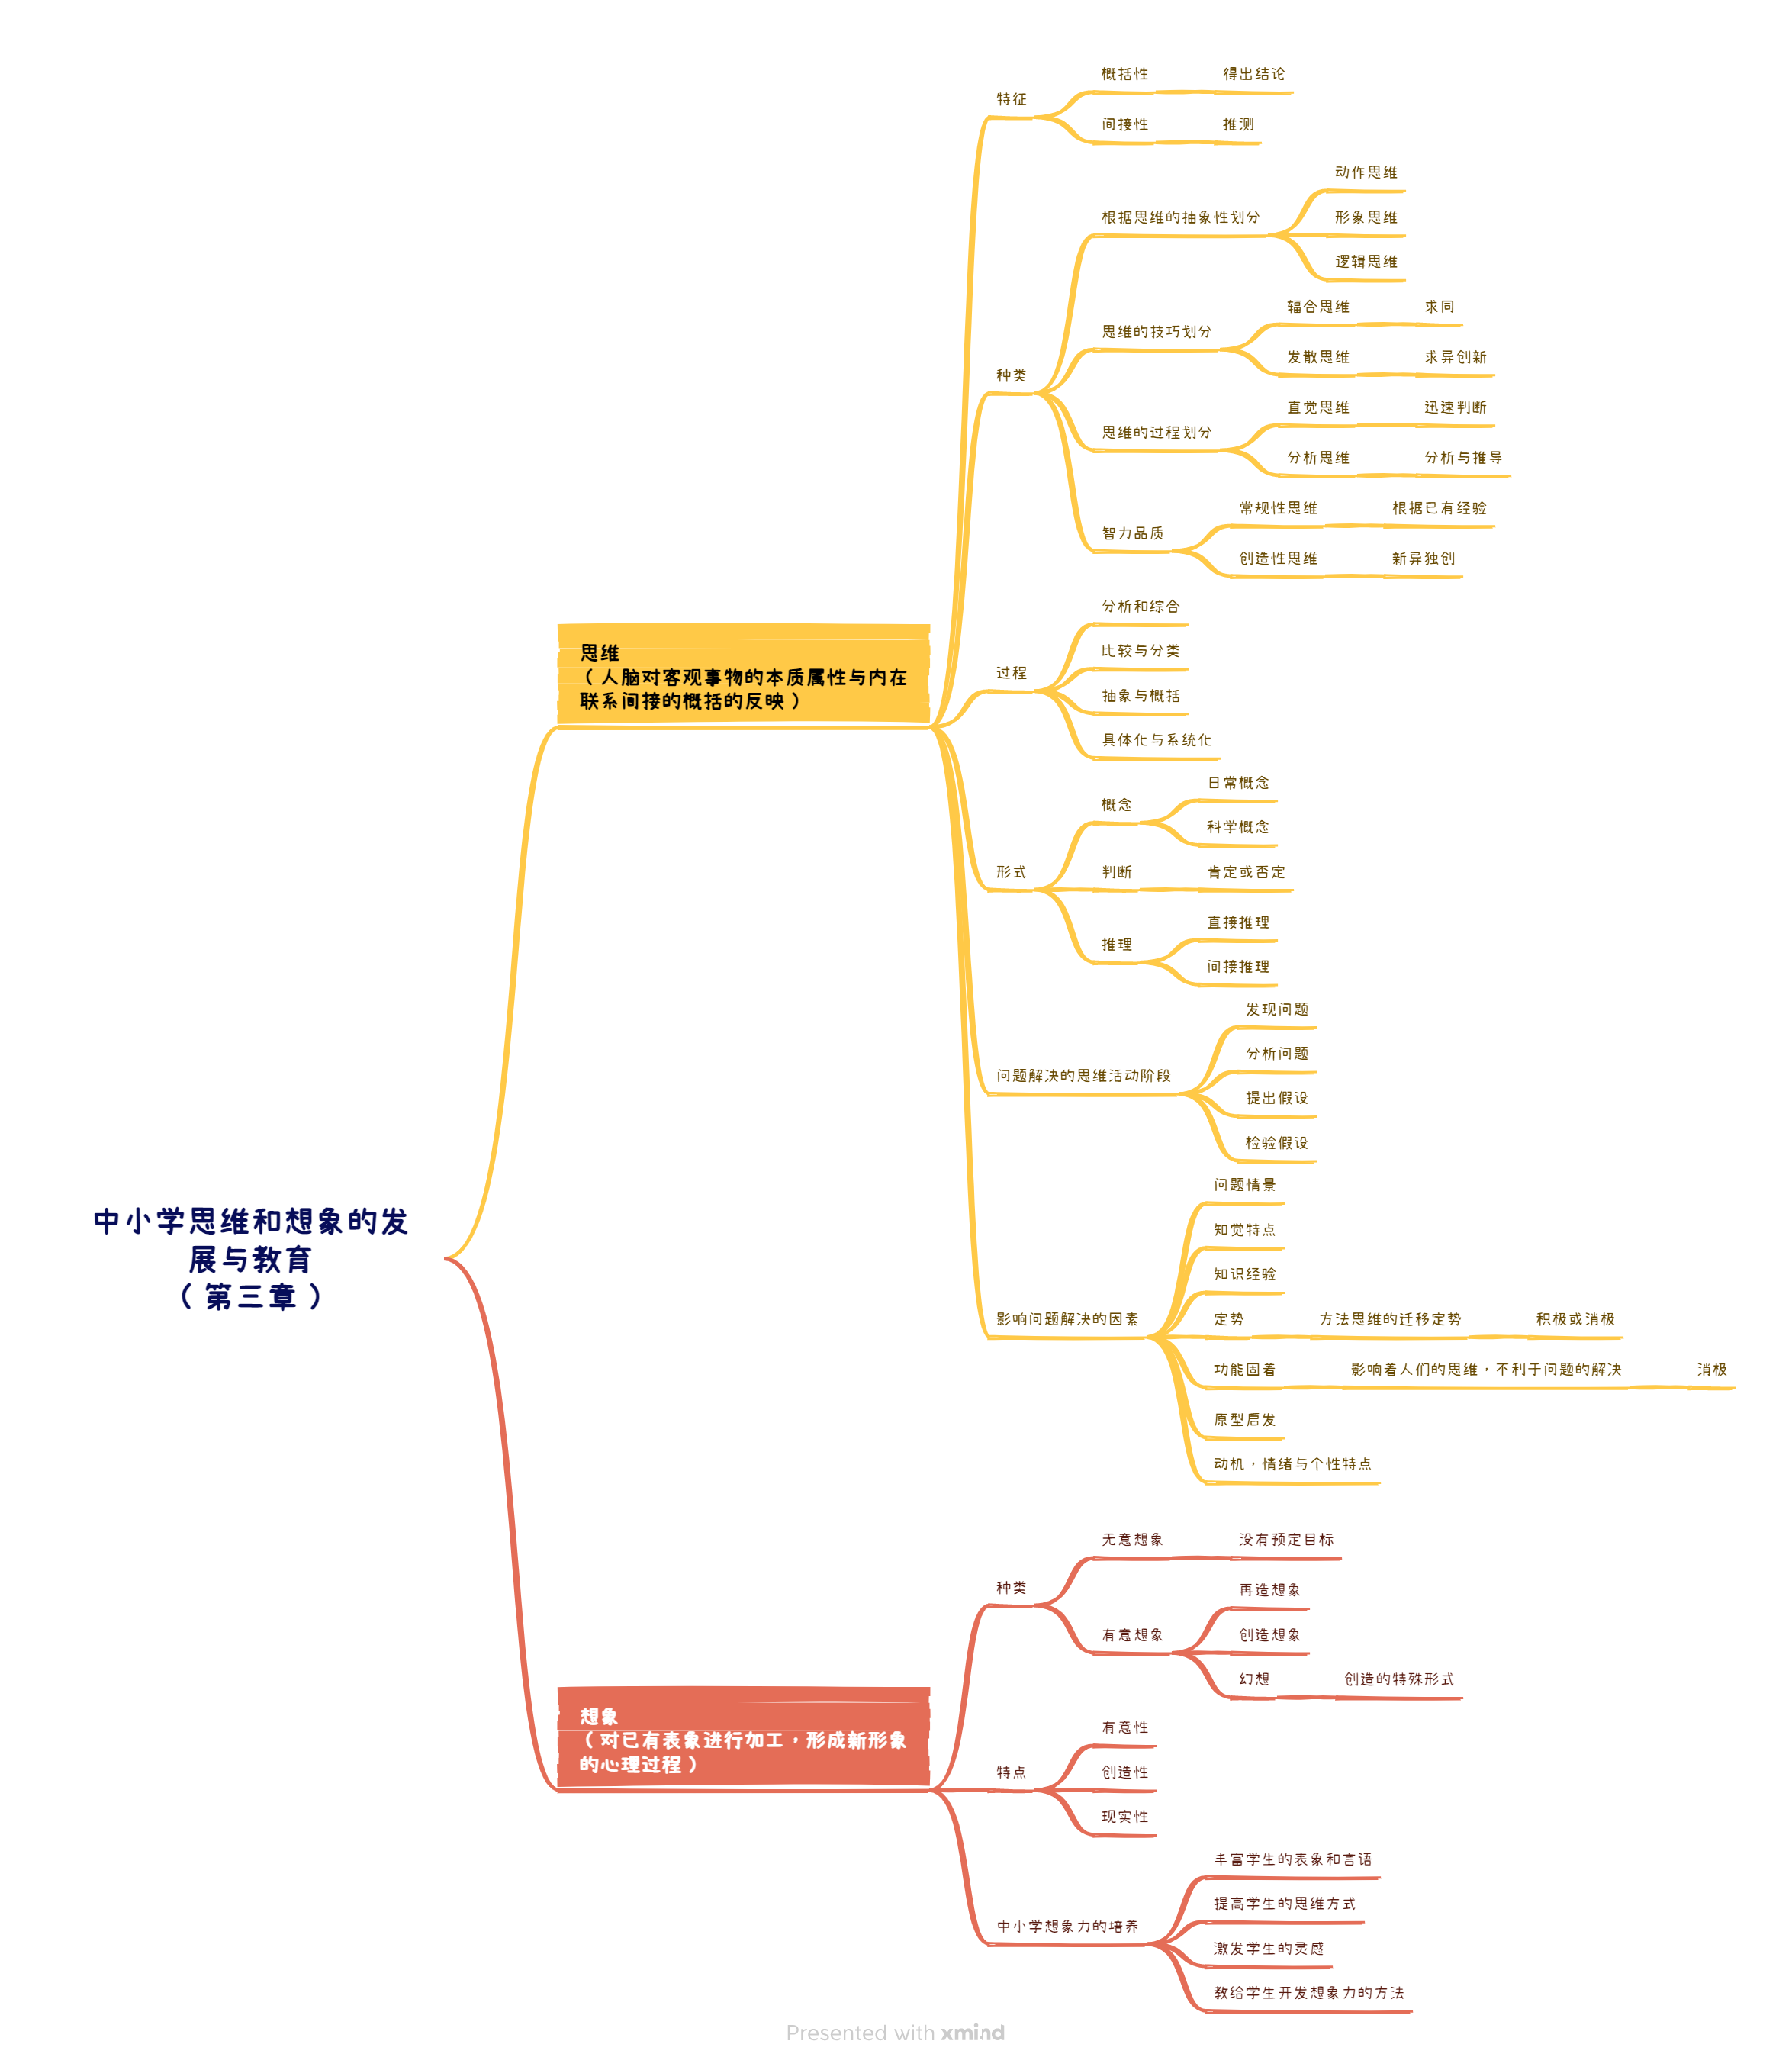 中小学思维和想象的发
展与教育
（第三章）
思维
（人脑对客观事物的本质属性与内在
联系间接的概括的反映）
特征
概括性
得出结论
间接性
推测
种类
根据思维的抽象性划分
动作思维
形象思维
逻辑思维
思维的技巧划分
辐合思维
求同
发散思维
求异创新
思维的过程划分
直觉思维
迅速判断
分析思维
分析与推导
智力品质
常规性思维
根据已有经验
创造性思维
新异独创
过程
分析和综合
比较与分类
抽象与概括
具体化与系统化
形式
概念
日常概念
科学概念
判断
肯定或否定
推理
直接推理
间接推理
问题解决的思维活动阶段
发现问题
分析问题
提出假设
检验假设
影响问题解决的因素
问题情景
知觉特点
知识经验
定势
方法思维的迁移定势
积极或消极
功能固着
影响着人们的思维，不利于问题的解决
消极
原型启发
动机，情绪与个性特点
想象
（对已有表象进行加工，形成新形象
的心理过程）
种类
无意想象
没有预定目标
有意想象
再造想象
创造想象
幻想
创造的特殊形式
特点
有意性
创造性
现实性
中小学想象力的培养
丰富学生的表象和言语
提高学生的思维方式
激发学生的灵感
教给学生开发想象力的方法
Presented with xmind